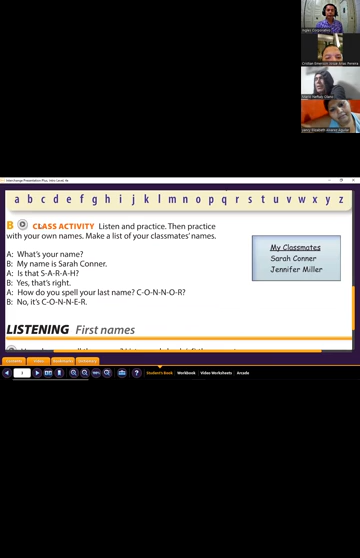 a b c d e f g h i j k l m n o p q r s t u v w x y z
B CLASS ACTIVITY Listen and practice. Then practice
with your own names. Make a list of your classmates' names.
A: What's your name?
B: My name is Sarah Conner.
A: Is that S-A-R-A-H?
B: Yes, that's right.
A: How do you spell your last name? C-O-N-N-O-R?
B: No, it's C-O-N-N-E-R.
My Classmates
Sarah Conner
Jennifer Miller
LISTENING First names
Student's Book | Workbook | Video Worksheets | Arcade